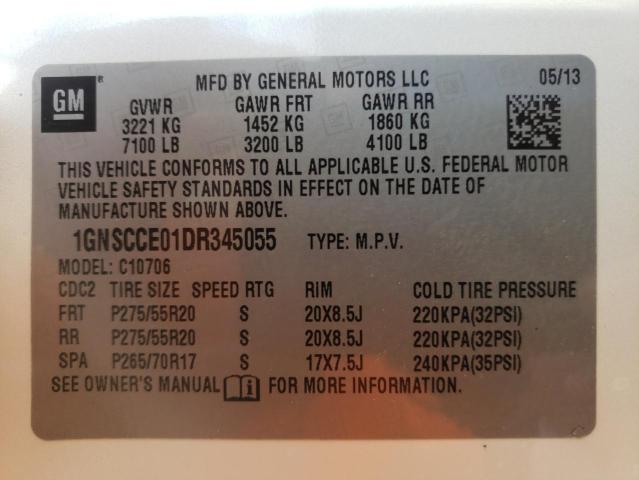 GM ® MFD BY GENERAL MOTORS LLC 05/13
GVWR GAWR FRT GAWR RR
3221 KG 1452 KG 1860 KG
7100 LB 3200 LB 4100 LB
THIS VEHICLE CONFORMS TO ALL APPLICABLE U.S. FEDERAL MOTOR
VEHICLE SAFETY STANDARDS IN EFFECT ON THE DATE OF
MANUFACTURE SHOWN ABOVE.
1GNSCCE01DR345055 TYPE: M.P.V.
MODEL: C10706
CDC2 TIRE SIZE SPEED RTG RIM COLD TIRE PRESSURE
FRT P275/55R20 S 20X8.5J 220KPA(32PSI)
RR P275/55R20 S 20X8.5J 220KPA(32PSI)
SPA P265/70R17 S 17X7.5J 240KPA(35PSI)
SEE OWNER'S MANUAL i FOR MORE INFORMATION.